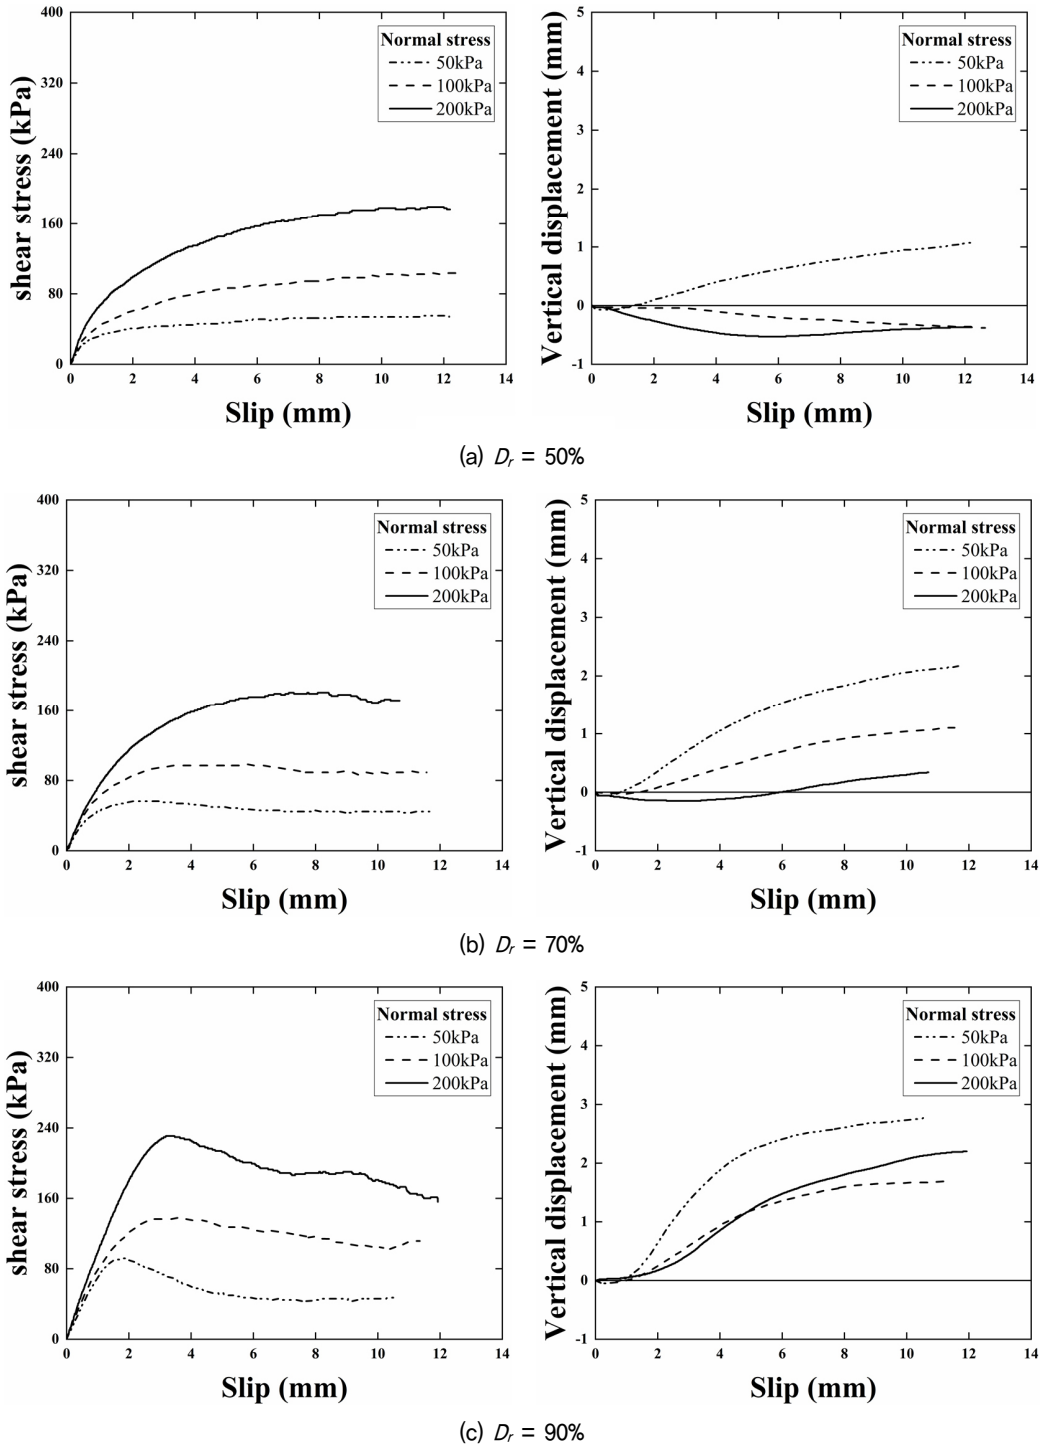 shear stress (kPa)
400
320
240
160
80
0
Normal stress
50kPa
100kPa
200kPa
0 2 4 6 8 10 12 14
Slip (mm)
Vertical displacement (mm)
5
4
3
2
1
0
-1
Normal stress
50kPa
100kPa
200kPa
0 2 4 6 8 10 12 14
Slip (mm)
(a) Dr = 50%
shear stress (kPa)
400
320
240
160
80
0
Normal stress
50kPa
100kPa
200kPa
0 2 4 6 8 10 12 14
Slip (mm)
Vertical displacement (mm)
5
4
3
2
1
0
-1
Normal stress
50kPa
100kPa
200kPa
0 2 4 6 8 10 12 14
Slip (mm)
(b) Dr = 70%
shear stress (kPa)
400
320
240
160
80
0
Normal stress
50kPa
100kPa
200kPa
0 2 4 6 8 10 12 14
Slip (mm)
Vertical displacement (mm)
5
4
3
2
1
0
-1
Normal stress
50kPa
100kPa
200kPa
0 2 4 6 8 10 12 14
Slip (mm)
(c) Dr = 90%